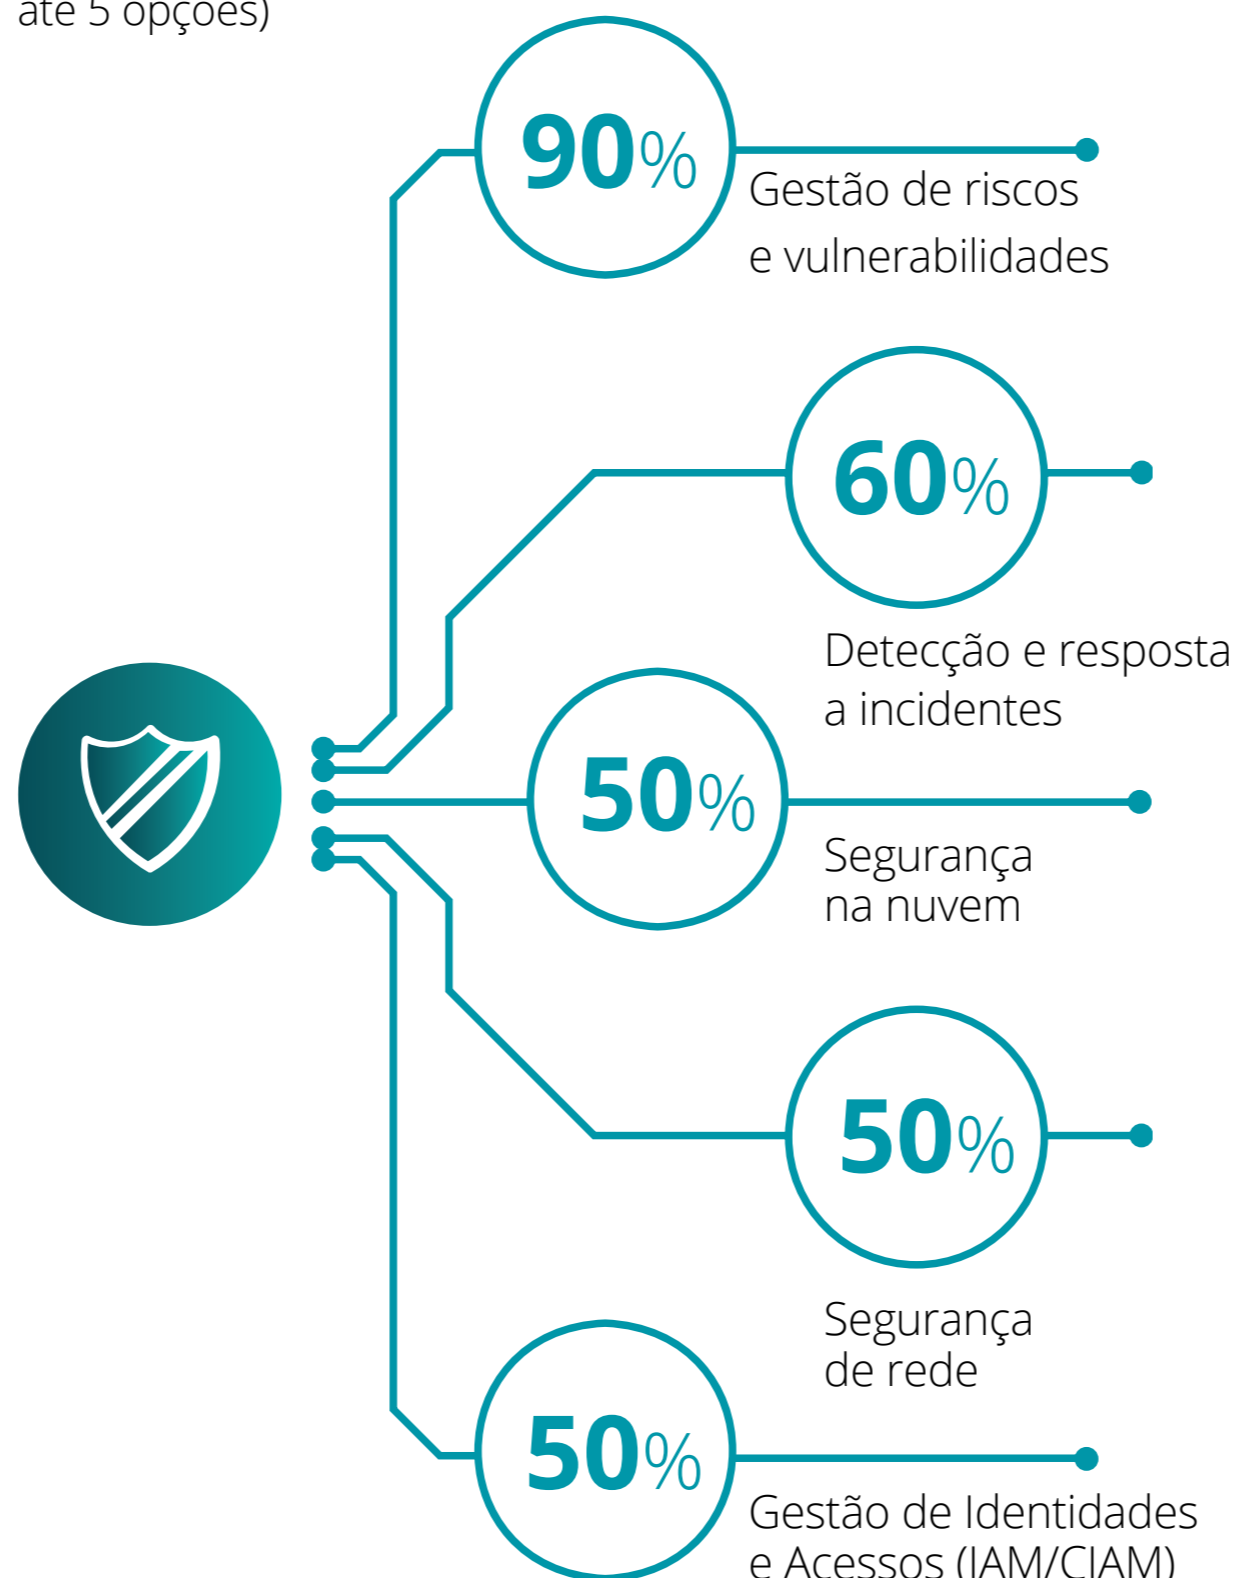 até 5 opções)
90%
Gestão de riscos
e vulnerabilidades
60%
Detecção e resposta
a incidentes
50%
Segurança
na nuvem
50%
Segurança
de rede
50%
Gestão de Identidades
e Acessos (IAM/CIAM)